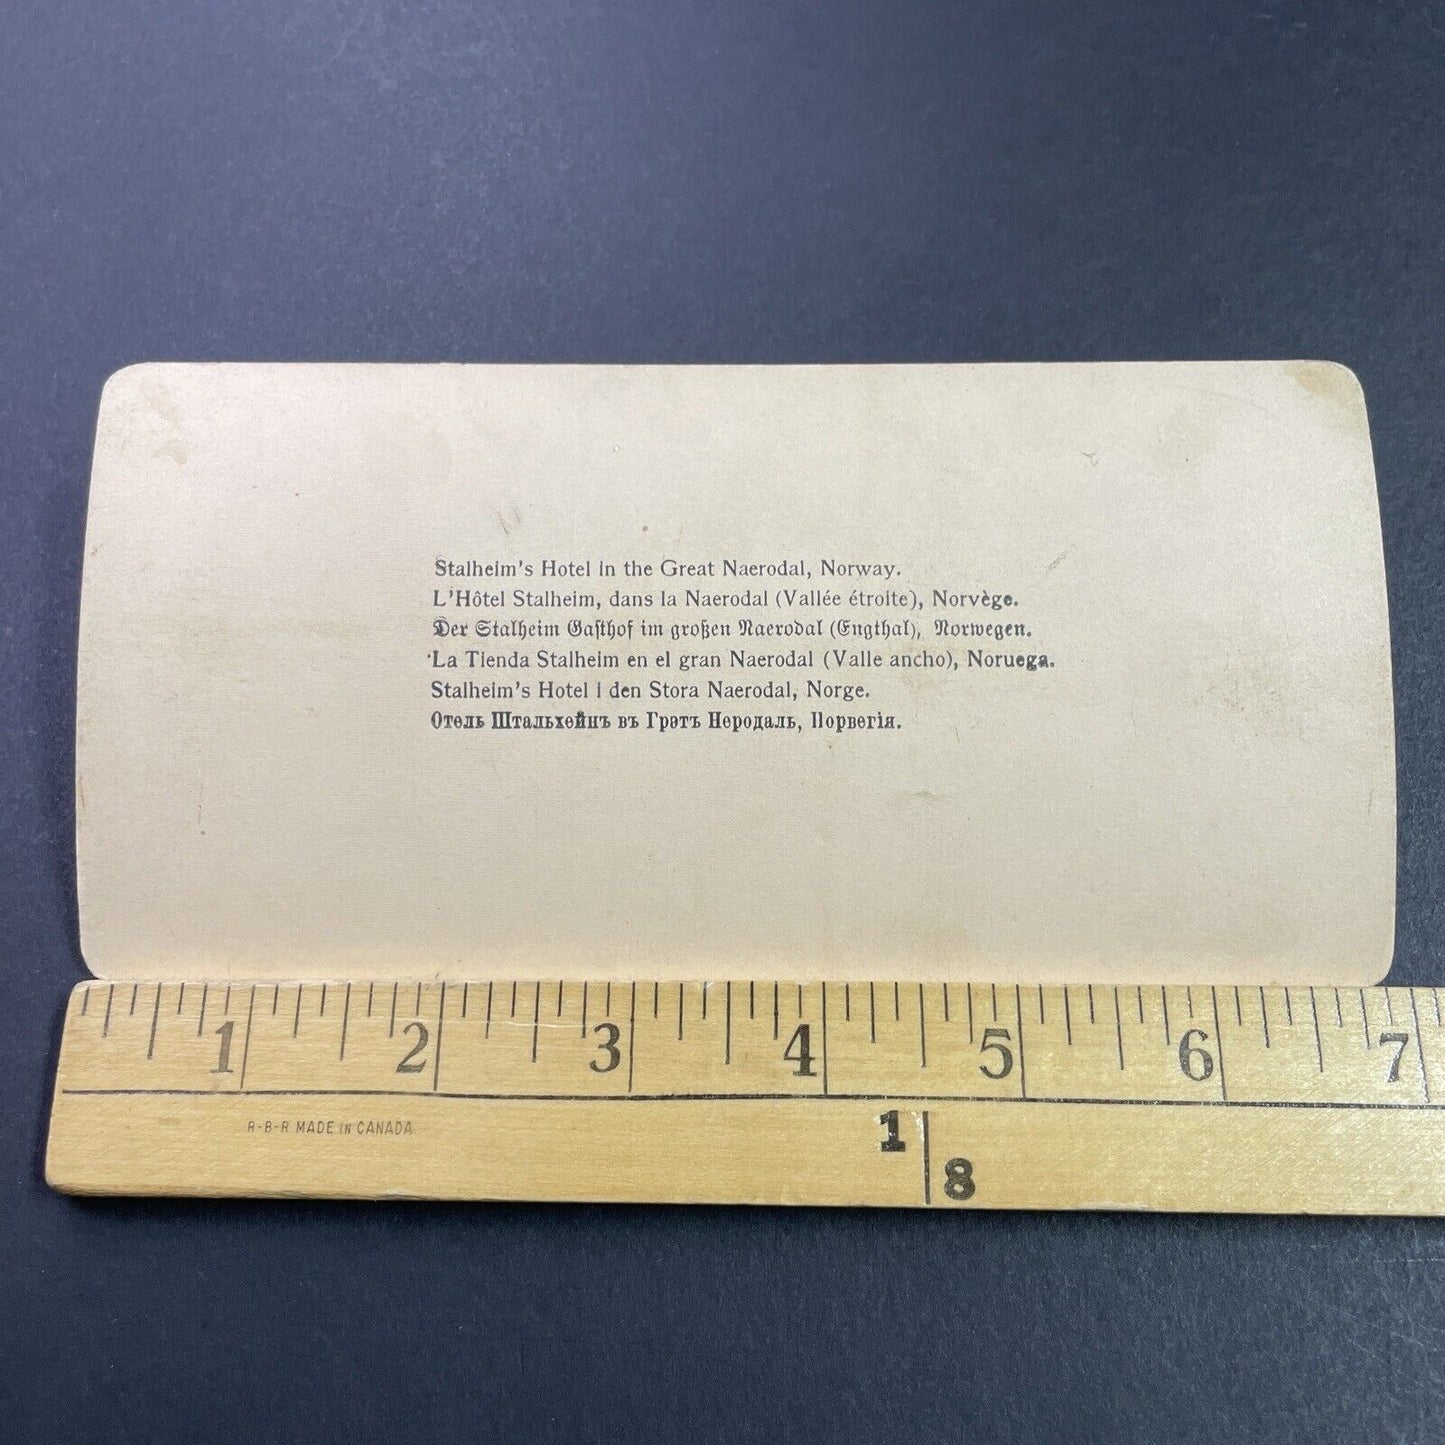 Stalheim's Hotel in the Great Naerodal, Norway.
L'Hôtel Stalheim, dans la Naerodal (Vallée étroite), Norvège.
Der Stalheim Gasthof im großen Naerodal (Engthal), Norwegen.
La Tienda Stalheim en el gran Naerodal (Valle ancho), Noruega.
Stalheim's Hotel i den Stora Naerodal, Norge.
Отель Штальхейнъ въ Грэтъ Неродаль, Норвегія.
1 2 3 4 5 6 7
R-B-R MADE IN CANADA
1
8